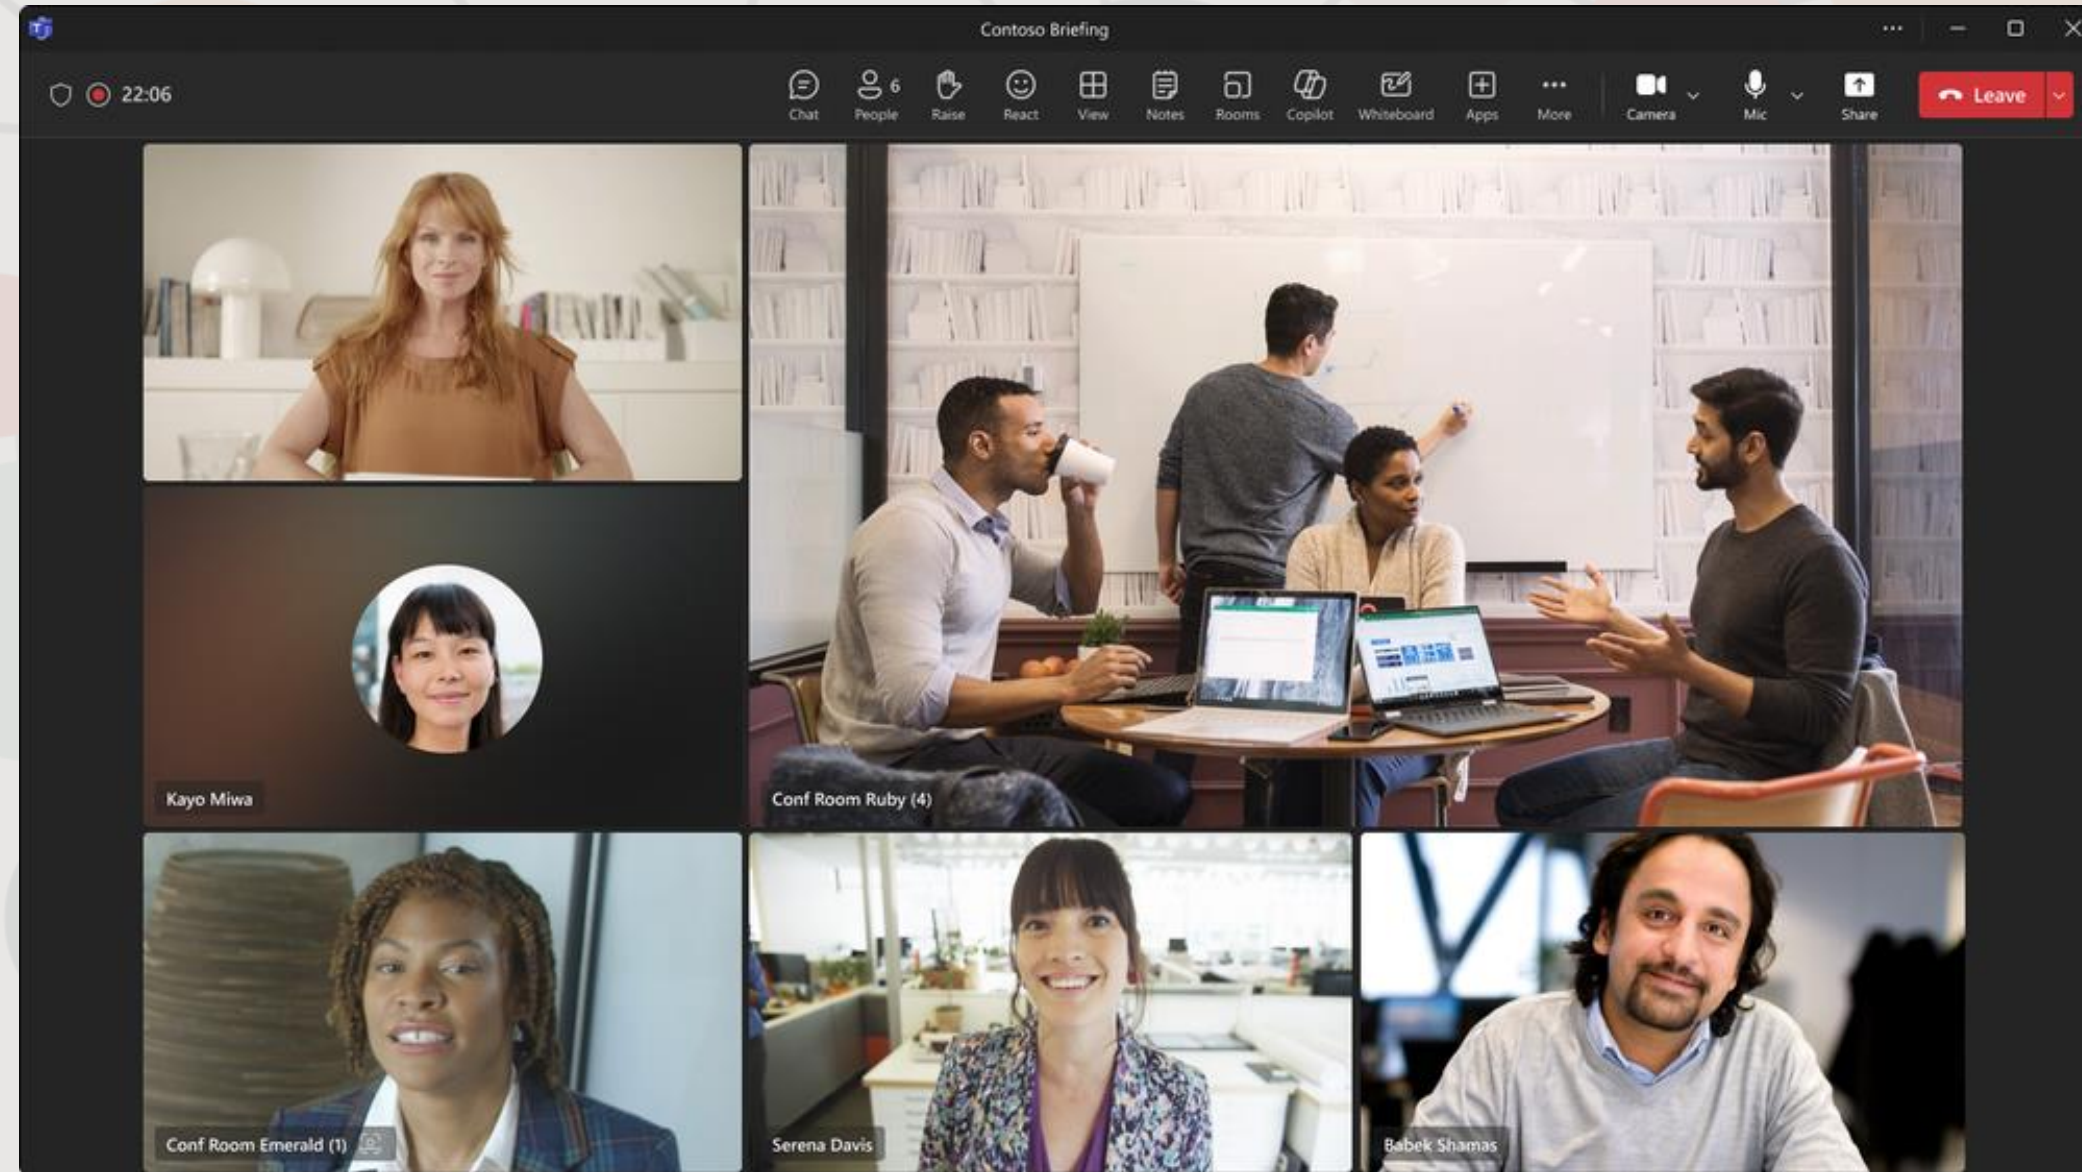 Contoso Briefing
22:06
Chat
6
People
Raise
React
View
Notes
Rooms
Copilot
Whiteboard
Apps
More
Camera
Mic
Share
Leave
Kayo Miwa
Conf Room Ruby (4)
Conf Room Emerald (1)
Serena Davis
Babek Shamas